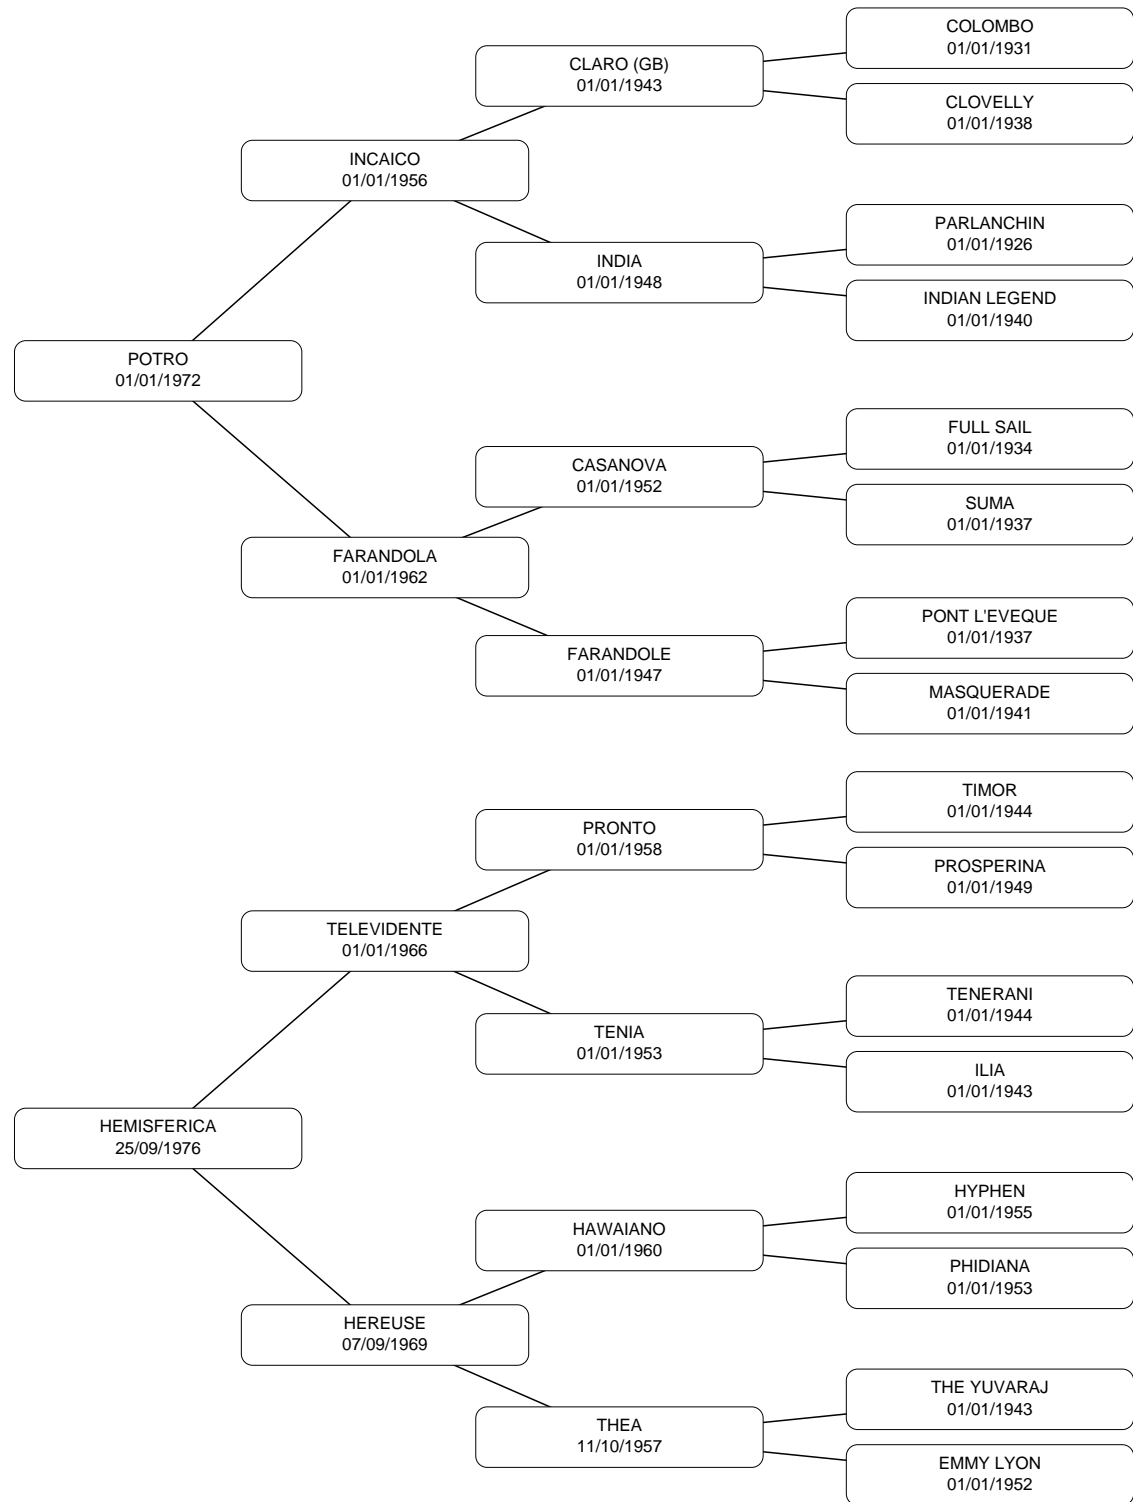 COLOMBO
01/01/1931
CLARO (GB)
01/01/1943
CLOVELLY
01/01/1938
INCAICO
01/01/1956
PARLANCHIN
01/01/1926
INDIA
01/01/1948
INDIAN LEGEND
01/01/1940
POTRO
01/01/1972
FULL SAIL
01/01/1934
CASANOVA
01/01/1952
SUMA
01/01/1937
FARANDOLA
01/01/1962
PONT L'EVEQUE
01/01/1937
FARANDOLE
01/01/1947
MASQUERADE
01/01/1941
TIMOR
01/01/1944
PRONTO
01/01/1958
PROSPERINA
01/01/1949
TELEVIDENTE
01/01/1966
TENERANI
01/01/1944
TENIA
01/01/1953
ILIA
01/01/1943
HEMISFERICA
25/09/1976
HYPHEN
01/01/1955
HAWAIANO
01/01/1960
PHIDIANA
01/01/1953
HEREUSE
07/09/1969
THE YUVARAJ
01/01/1943
THEA
11/10/1957
EMMY LYON
01/01/1952